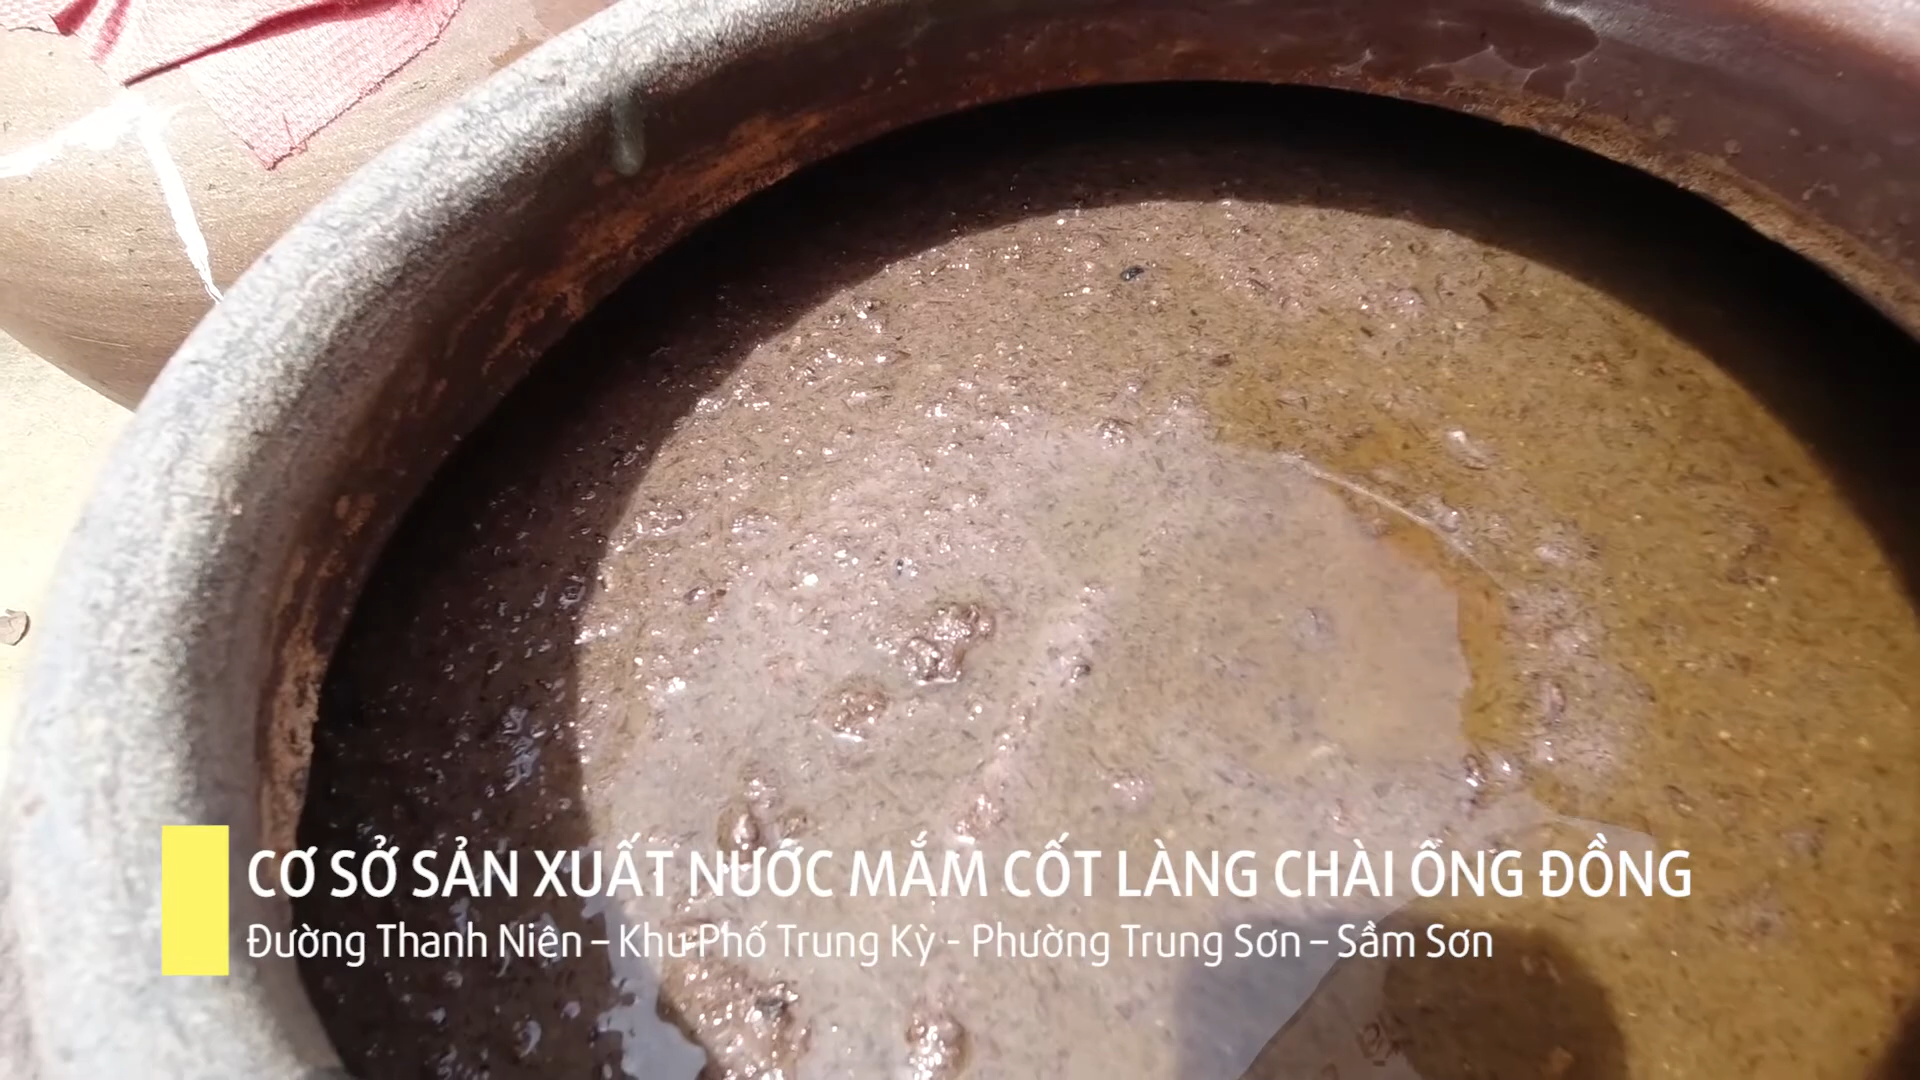 CƠ SỞ SẢN XUẤT NƯỚC MẮM CỐT LÀNG CHÀI ÔNG ĐỒNG
Đường Thanh Niên – Khu Phố Trung Kỳ - Phường Trung Sơn – Sầm Sơn